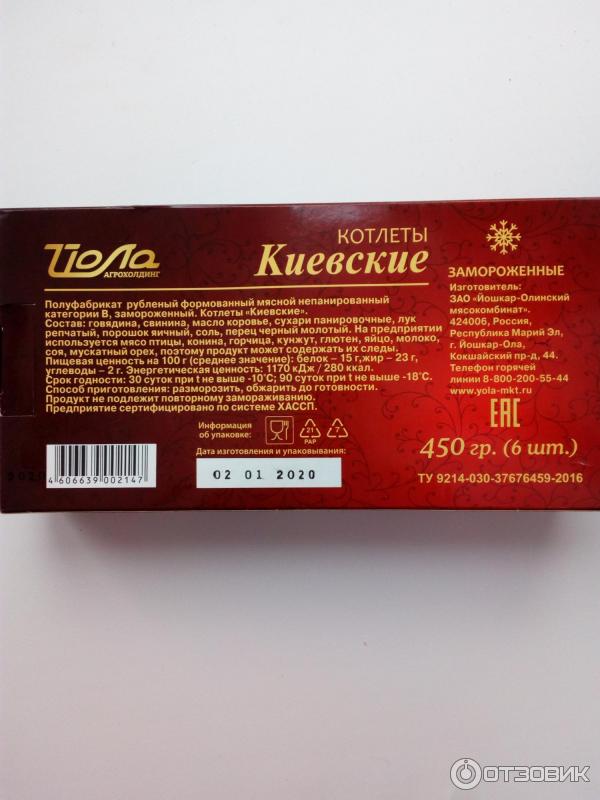 Йола
АГРОХОЛДИНГ
КОТЛЕТЫ
Киевские
Полуфабрикат рубленый формованный мясной непанированный
категории В, замороженный. Котлеты «Киевские».
Состав: говядина, свинина, масло коровье, сухари панировочные, лук
репчатый, порошок яичный, соль, перец черный молотый. На предприятии
используется мясо птицы, конина, горчица, кунжут, глютен, яйцо, молоко,
соя, мускатный орех, поэтому продукт может содержать их следы.
Пищевая ценность на 100 г (среднее значение): белок – 15 г, жир – 23 г,
углеводы – 2 г. Энергетическая ценность: 1170 кДж / 280 ккал.
Срок годности: 30 суток при t не выше -10°С; 90 суток при t не выше -18°С.
Способ приготовления: разморозить, обжарить до готовности.
Продукт не подлежит повторному замораживанию.
Предприятие сертифицировано по системе ХАССП.
Информация
об упаковке:
21
PAP
7
Дата изготовления и упаковывания:
02 01 2020
4 606639 002147
ЗАМОРОЖЕННЫЕ
Изготовитель:
ЗАО «Йошкар-Олинский
мясокомбинат».
424006, Россия,
Республика Марий Эл,
г. Йошкар-Ола,
Кокшайский пр-д, 44.
Телефон горячей
линии 8-800-200-55-44
www.yola-mkt.ru
EAC
450 гр. (6 шт.)
ТУ 9214-030-37676459-2016
ОТЗОВИК